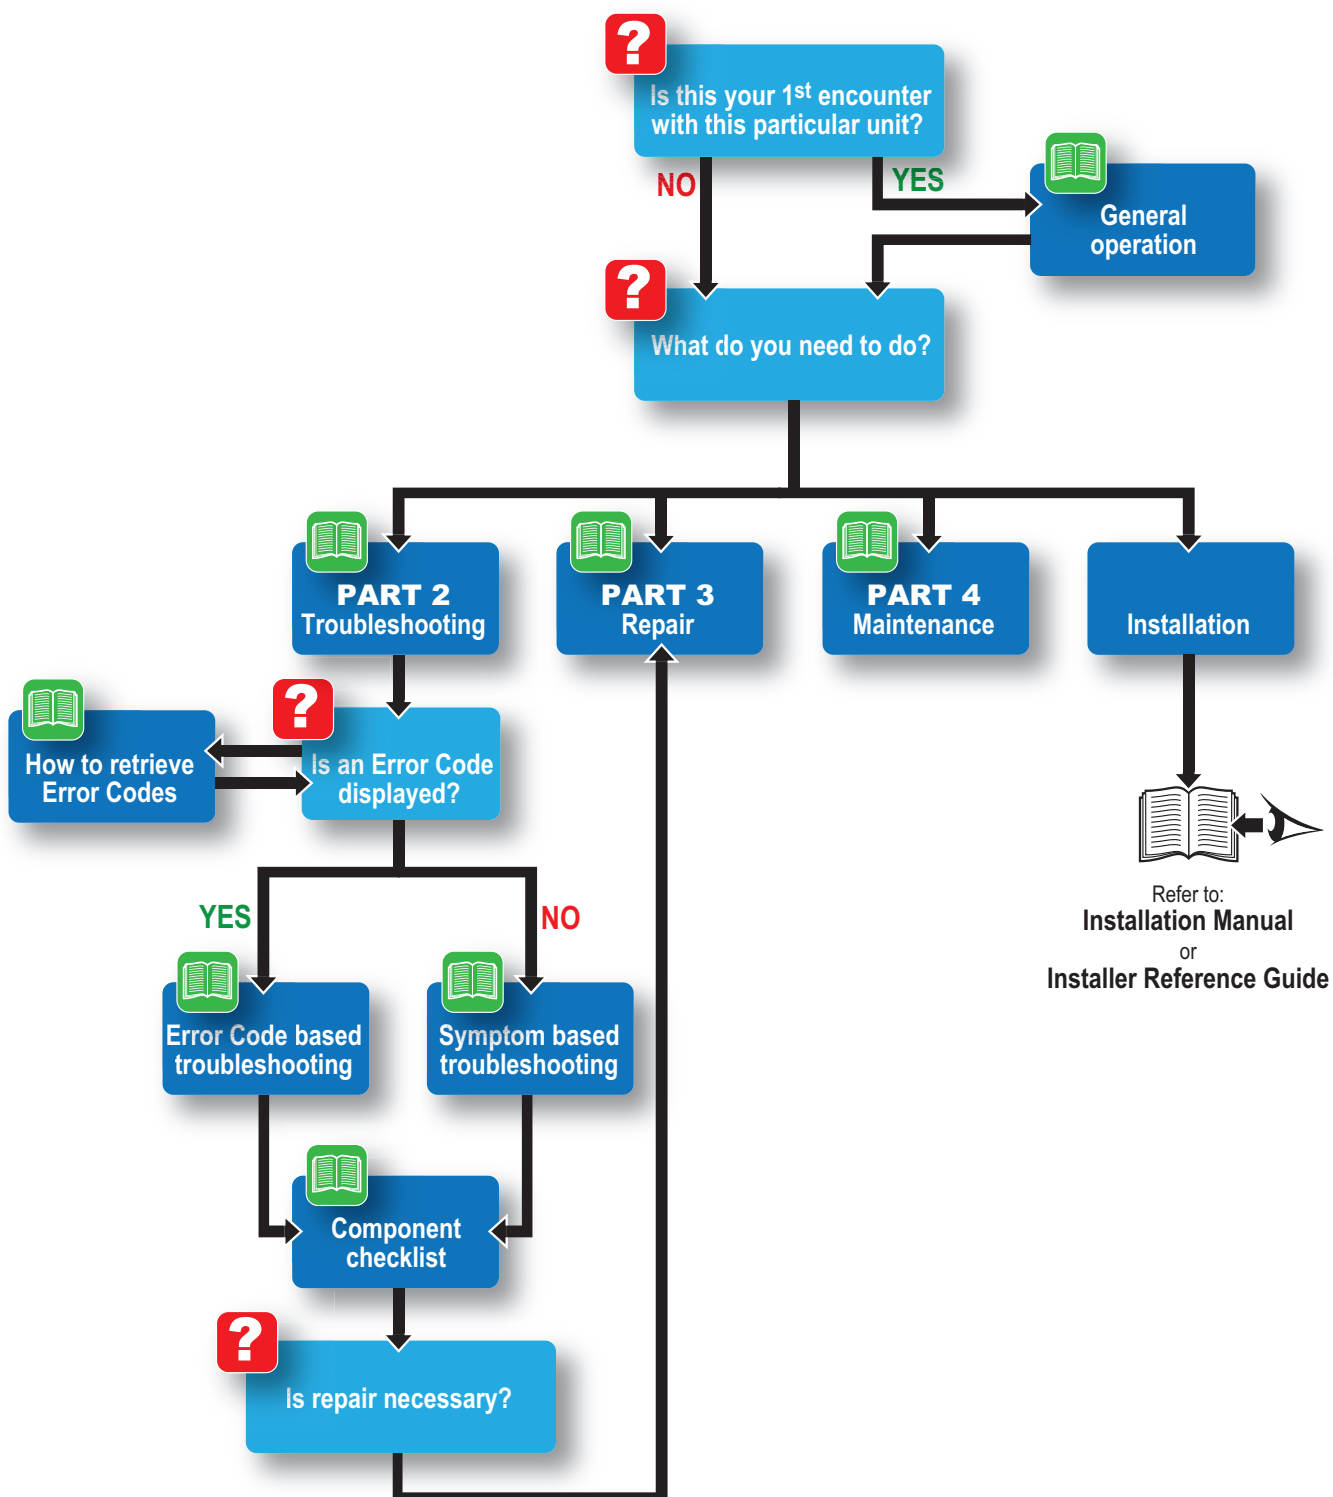 ?
Is this your 1st encounter
with this particular unit?
NO
YES
General
operation
?
What do you need to do?
PART 2
Troubleshooting
PART 3
Repair
PART 4
Maintenance
Installation
How to retrieve
Error Codes
?
Is an Error Code
displayed?
Refer to:
Installation Manual
or
Installer Reference Guide
YES
NO
Error Code based
troubleshooting
Symptom based
troubleshooting
Component
checklist
?
Is repair necessary?